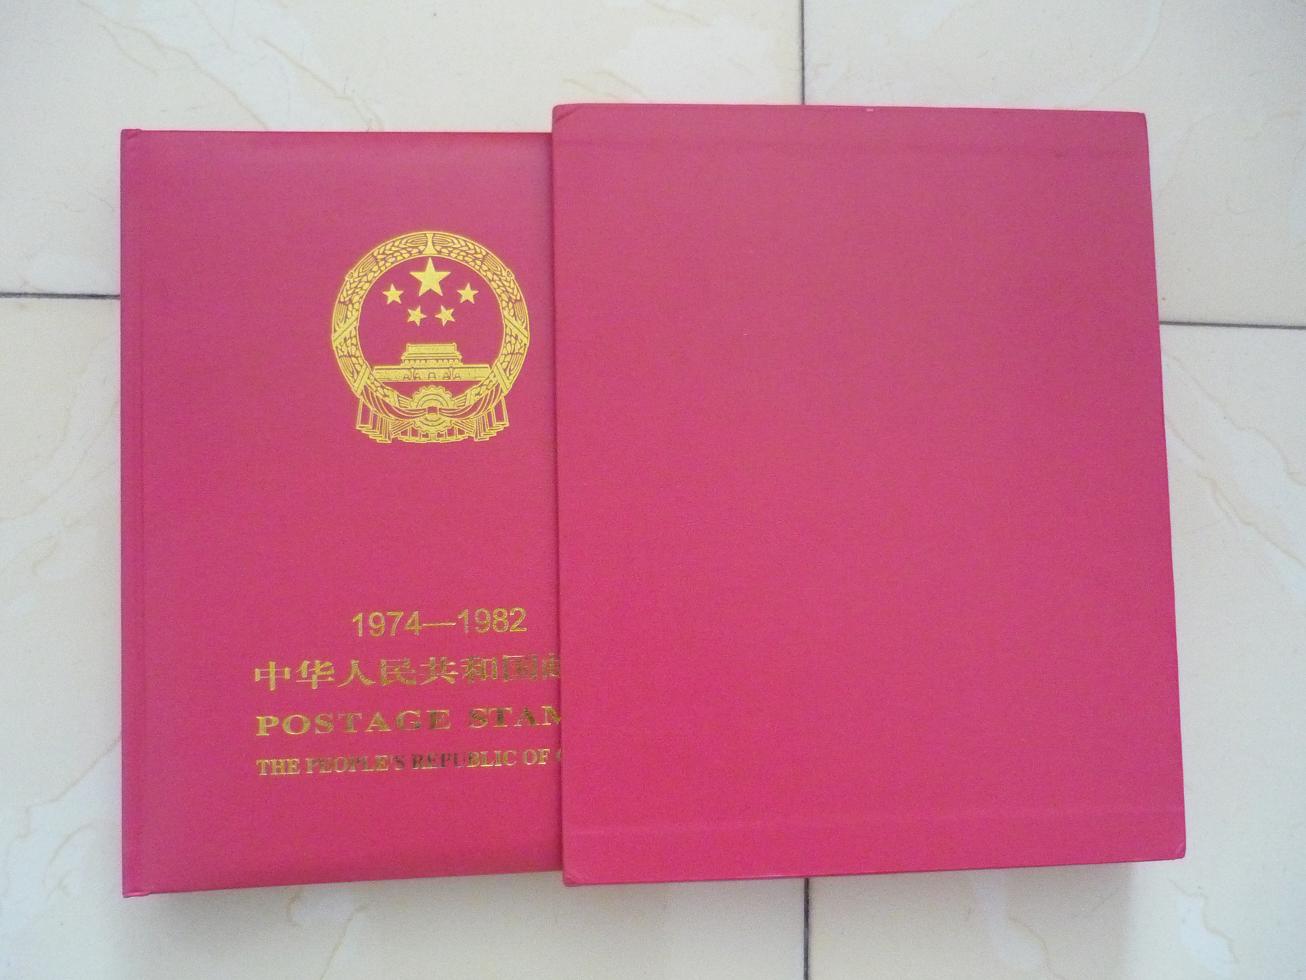 1974—1982
中华人民共和国
POSTAGE STAM
THE PEOPLE'S REPUBLIC OF